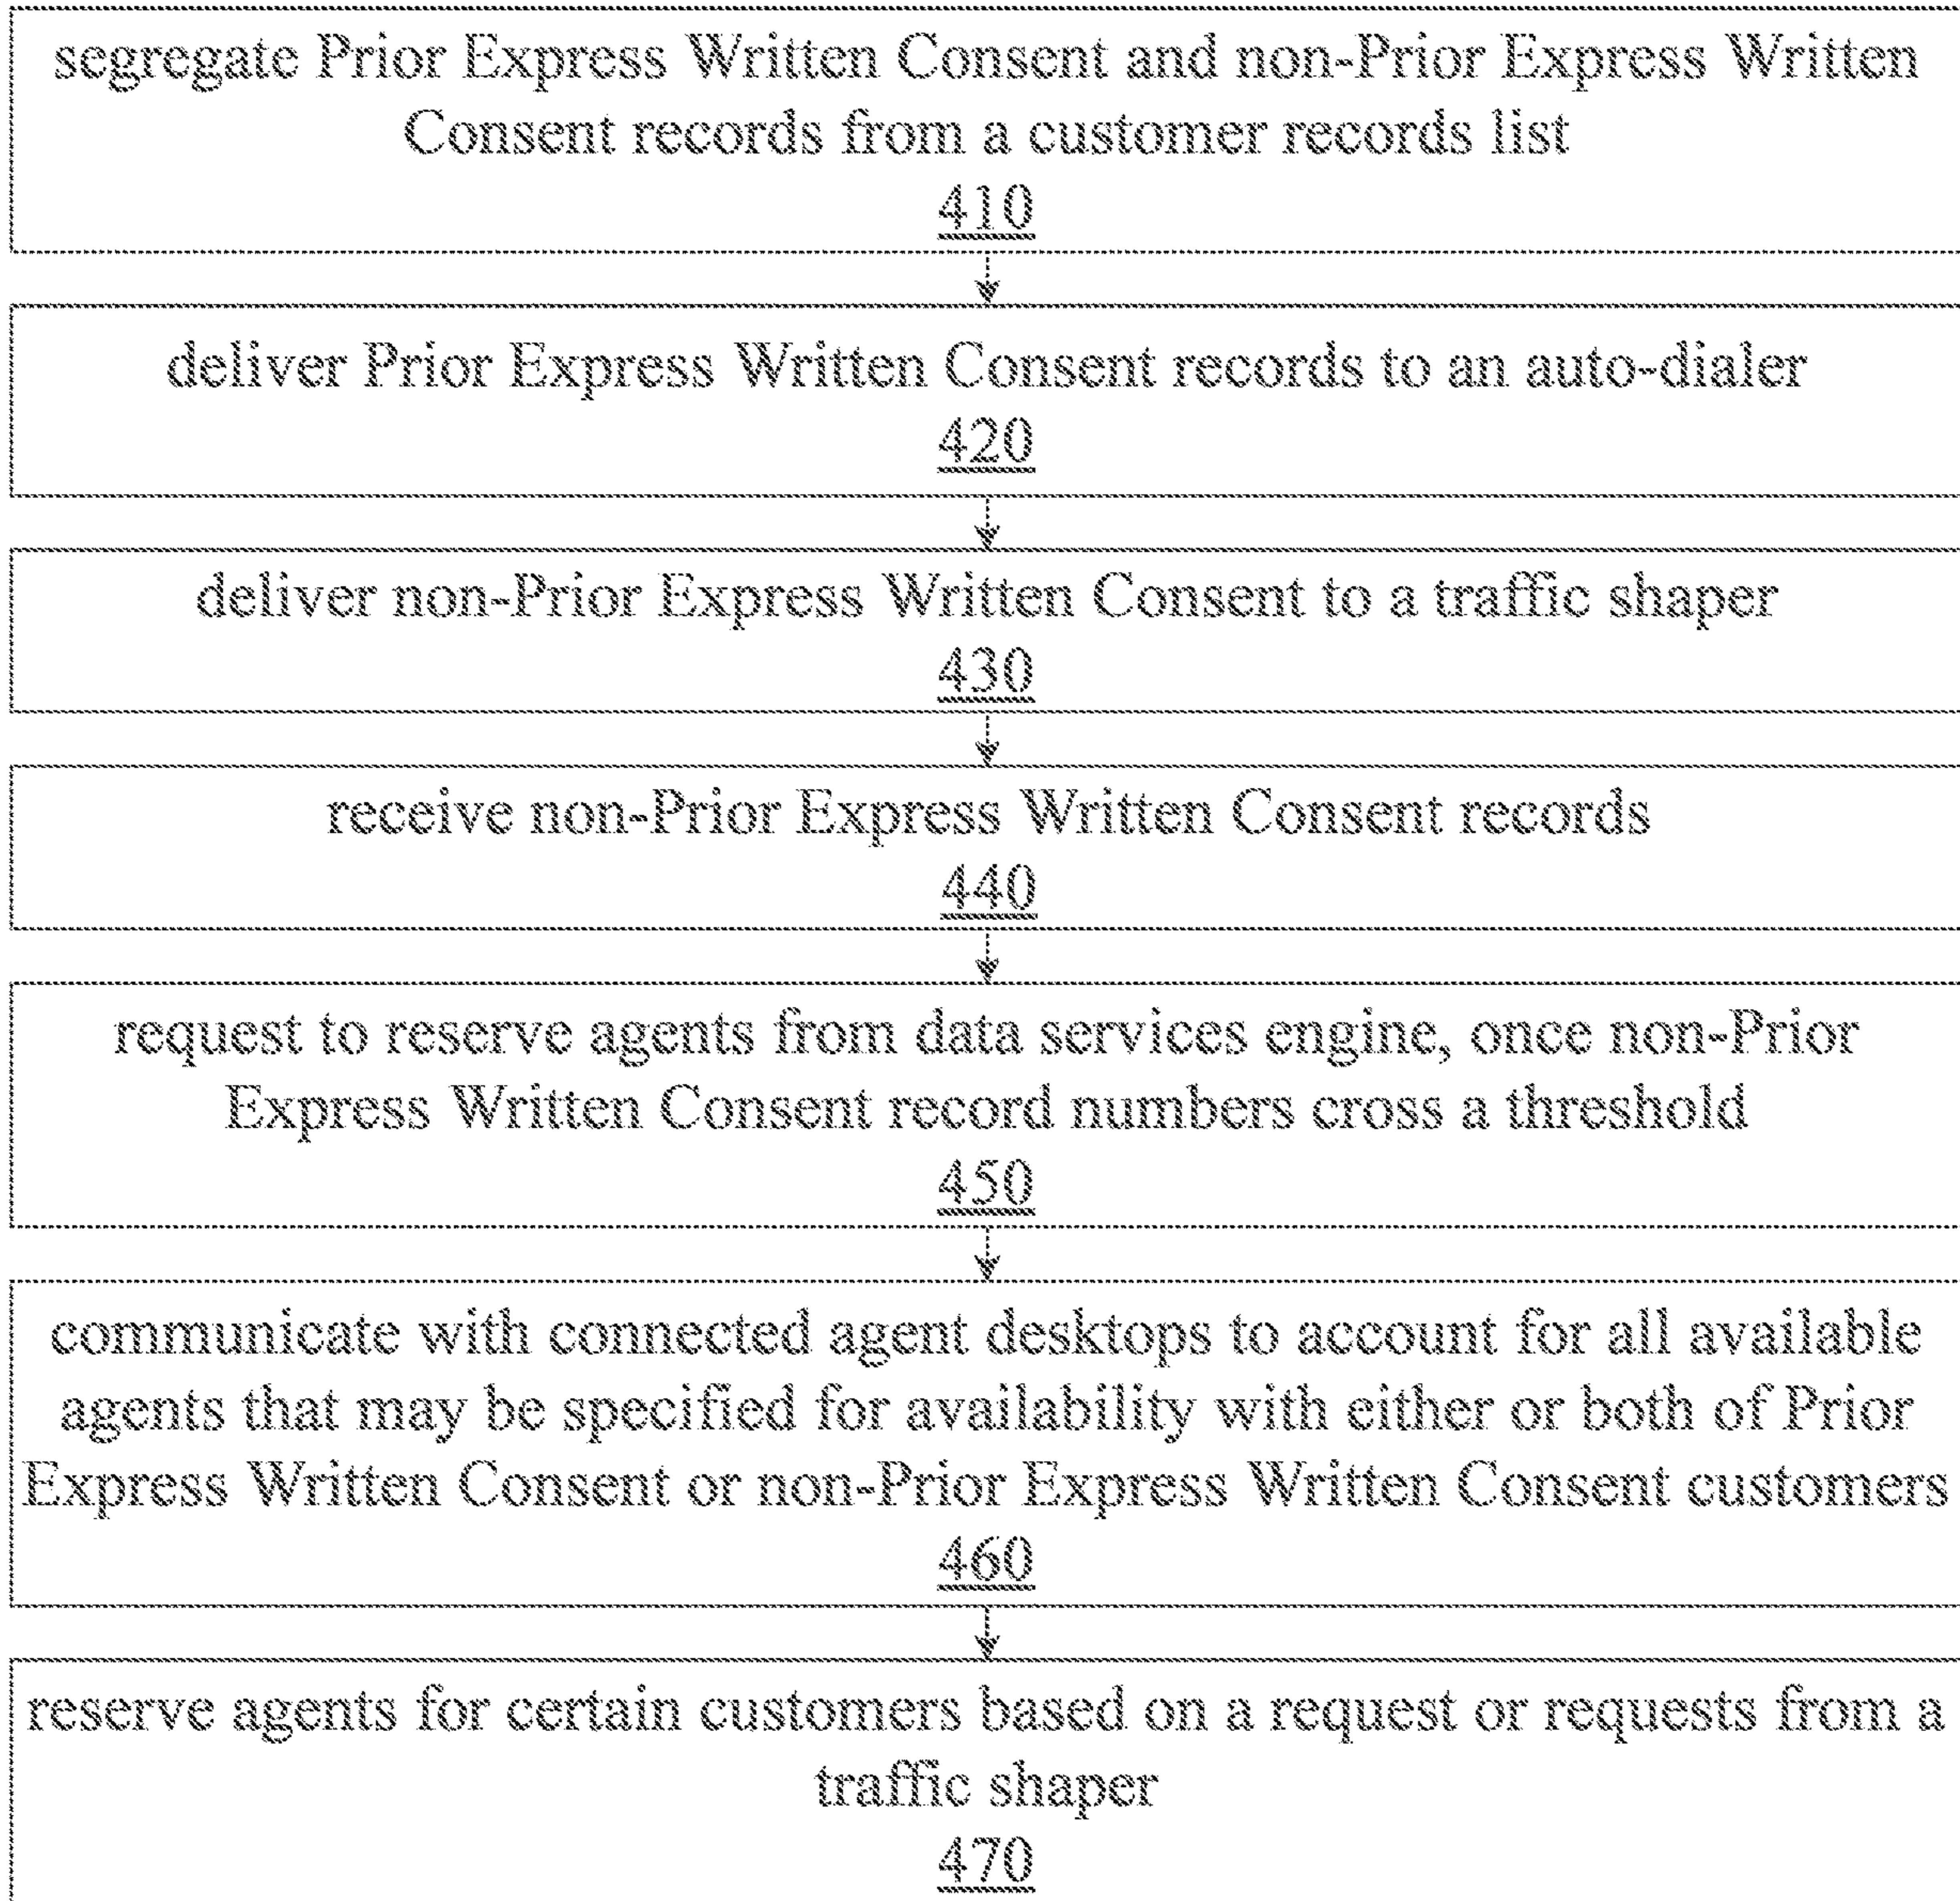 segregate Prior Express Written Consent and non-Prior Express Written
Consent records from a customer records list
410
deliver Prior Express Written Consent records to an auto-dialer
420
deliver non-Prior Express Written Consent to a traffic shaper
430
receive non-Prior Express Written Consent records
440
request to reserve agents from data services engine, once non-Prior
Express Written Consent record numbers cross a threshold
450
communicate with connected agent desktops to account for all available
agents that may be specified for availability with either or both of Prior
Express Written Consent or non-Prior Express Written Consent customers
460
reserve agents for certain customers based on a request or requests from a
traffic shaper
470